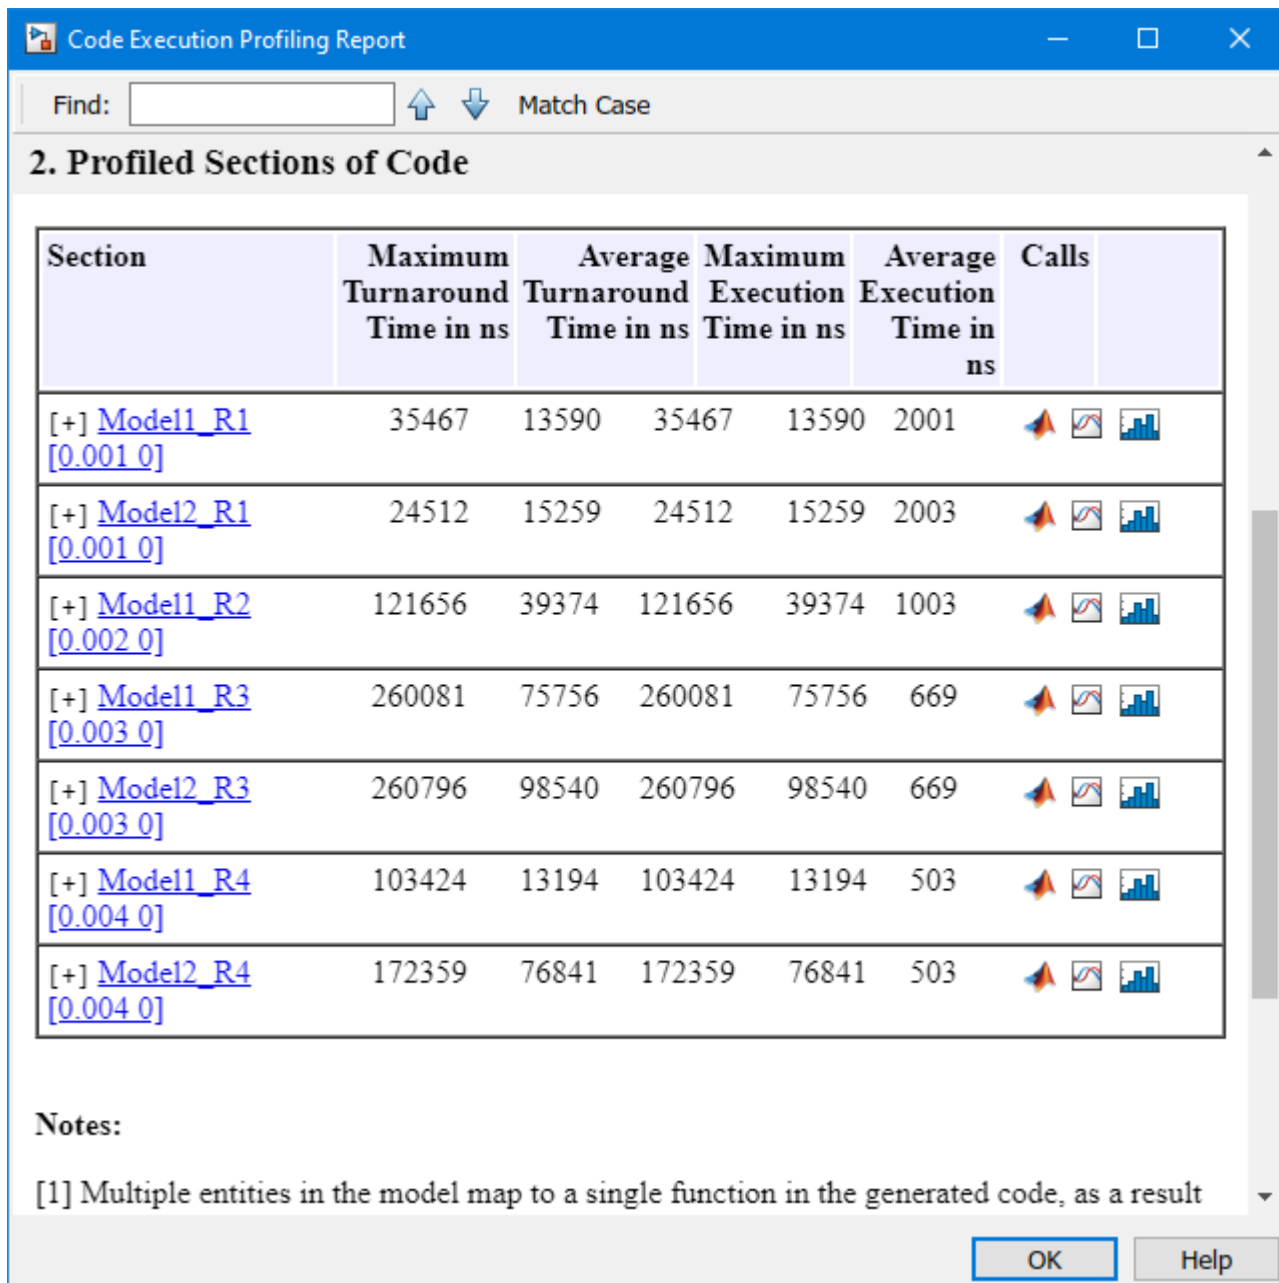 Code Execution Profiling Report
Find: Match Case
2. Profiled Sections of Code
Section Maximum Average Maximum Average Calls
Turnaround Turnaround Execution Execution
Time in ns Time in ns Time in ns Time in
ns
[+] Model1_R1 35467 13590 35467 13590 2001
[0.001 0]
[+] Model2_R1 24512 15259 24512 15259 2003
[0.001 0]
[+] Model1_R2 121656 39374 121656 39374 1003
[0.002 0]
[+] Model1_R3 260081 75756 260081 75756 669
[0.003 0]
[+] Model2_R3 260796 98540 260796 98540 669
[0.003 0]
[+] Model1_R4 103424 13194 103424 13194 503
[0.004 0]
[+] Model2_R4 172359 76841 172359 76841 503
[0.004 0]
Notes:
[1] Multiple entities in the model map to a single function in the generated code, as a result
OK Help